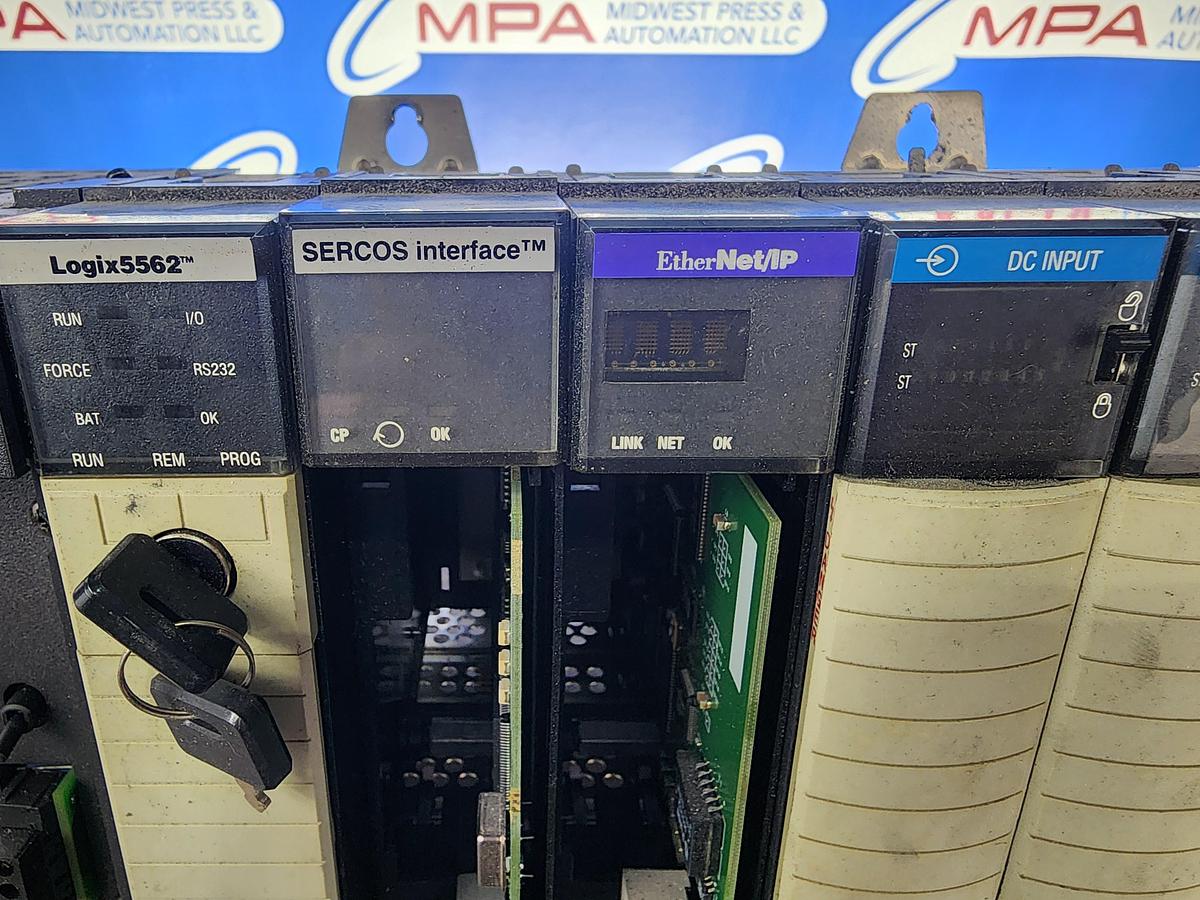 PA MIDWEST PRESS &
AUTOMATION LLC
MPA MIDWEST PRESS &
AUTOMATION LLC
MPA
Logix5562™
RUN I/O
FORCE RS232
BAT OK
RUN REM PROG
SERCOS interface™
CP OK
EtherNet/IP
LINK NET OK
DC INPUT
ST
ST